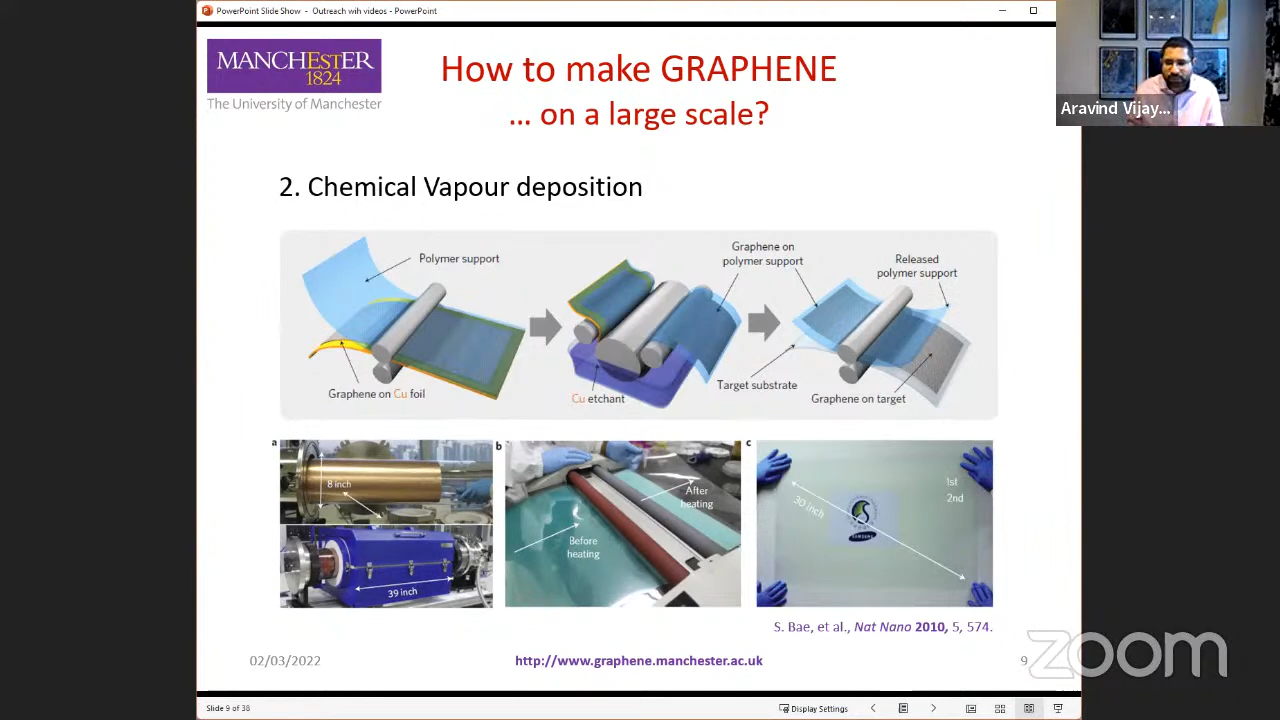 PowerPoint Slide Show - Outreach wih videos - PowerPoint
MANCHESTER
1824
The University of Manchester
How to make GRAPHENE
... on a large scale?
Aravind Vijay...
2. Chemical Vapour deposition
Polymer support
Graphene on Cu foil
Graphene on
polymer support
Cu etchant
Released
polymer support
Target substrate
Graphene on target
a
8 inch
39 inch
b
After
heating
Before
heating
c
1st
2nd
30 inch
SAMSUNG
S. Bae, et al., Nat Nano 2010, 5, 574.
02/03/2022
http://www.graphene.manchester.ac.uk
9
zoom
Slide 9 of 38
Display Settings